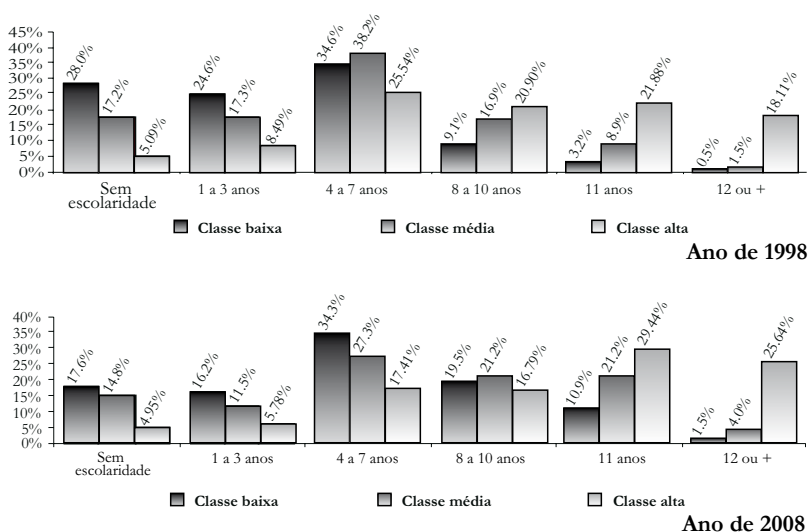 45%
40%
35%
30%
25%
20%
15%
10%
5%
0%
28.0% 17.2% 5.09% 24.6% 17.3% 8.49% 34.6% 38.2% 25.54% 9.1% 16.9% 20.90% 3.2% 8.9% 21.88% 0.5% 1.5% 18.11%
Sem 1 a 3 anos 4 a 7 anos 8 a 10 anos 11 anos 12 ou +
escolaridade
Classe baixa Classe média Classe alta
Ano de 1998
40%
35%
30%
25%
20%
15%
10%
5%
0%
17.6% 14.8% 4.95% 16.2% 11.5% 5.78% 34.3% 27.3% 17.41% 19.5% 21.2% 16.79% 10.9% 21.2% 29.44% 1.5% 4.0% 25.64%
Sem 1 a 3 anos 4 a 7 anos 8 a 10 anos 11 anos 12 ou +
escolaridade
Classe baixa Classe média Classe alta
Ano de 2008